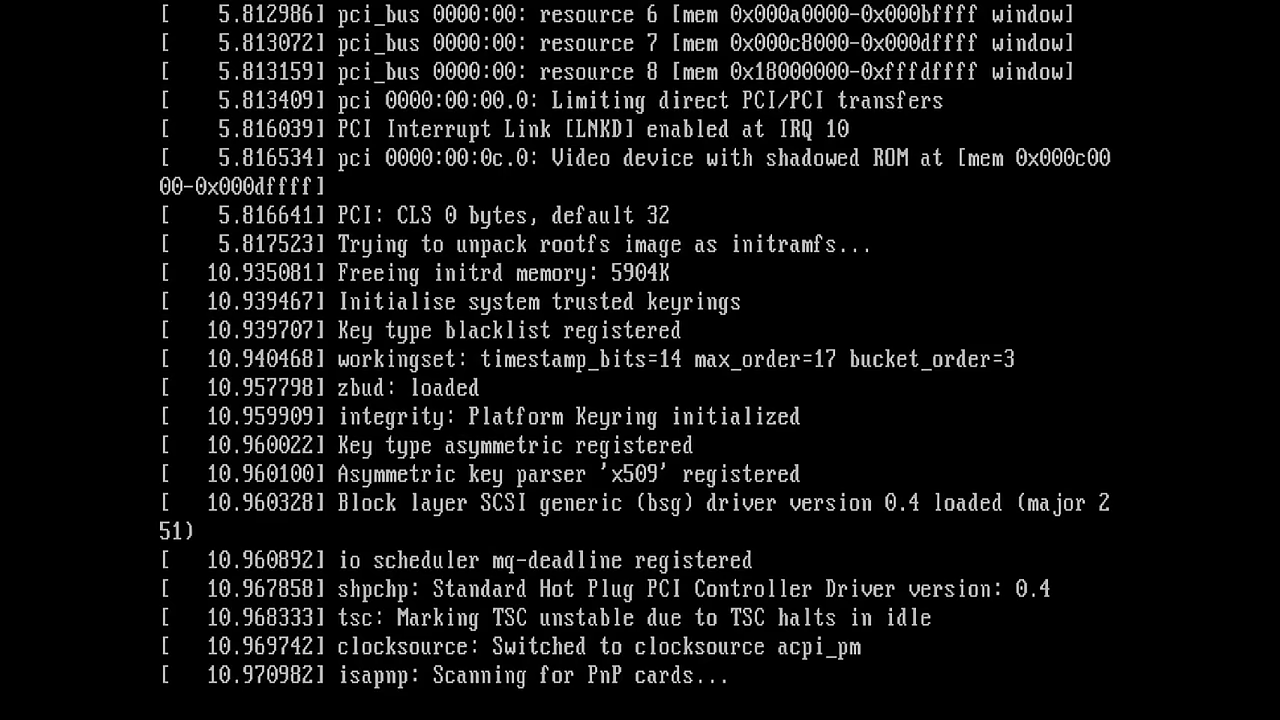 [    5.812986] pci_bus 0000:00: resource 6 [mem 0x000a0000-0x000bffff window]
[    5.813072] pci_bus 0000:00: resource 7 [mem 0x000c8000-0x000dffff window]
[    5.813159] pci_bus 0000:00: resource 8 [mem 0x18000000-0xfffdffff window]
[    5.813409] pci 0000:00:00.0: Limiting direct PCI/PCI transfers
[    5.816039] PCI Interrupt Link [LNKD] enabled at IRQ 10
[    5.816534] pci 0000:00:0c.0: Video device with shadowed ROM at [mem 0x000c00
00-0x000dffff]
[    5.816641] PCI: CLS 0 bytes, default 32
[    5.817523] Trying to unpack rootfs image as initramfs...
[   10.935081] Freeing initrd memory: 5904K
[   10.939467] Initialise system trusted keyrings
[   10.939707] Key type blacklist registered
[   10.940468] workingset: timestamp_bits=14 max_order=17 bucket_order=3
[   10.957798] zbud: loaded
[   10.959909] integrity: Platform Keyring initialized
[   10.960022] Key type asymmetric registered
[   10.960100] Asymmetric key parser 'x509' registered
[   10.960328] Block layer SCSI generic (bsg) driver version 0.4 loaded (major 2
51)
[   10.960892] io scheduler mq-deadline registered
[   10.967858] shpchp: Standard Hot Plug PCI Controller Driver version: 0.4
[   10.968333] tsc: Marking TSC unstable due to TSC halts in idle
[   10.969742] clocksource: Switched to clocksource acpi_pm
[   10.970982] isapnp: Scanning for PnP cards...